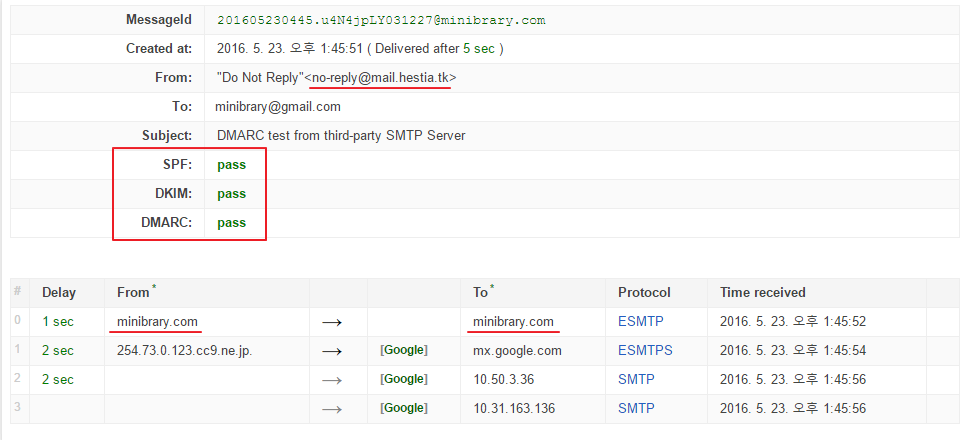 MessageId 201605230445.u4N4jpLY031227@minibrary.com
Created at: 2016. 5. 23. 오후 1:45:51 ( Delivered after 5 sec )
From: "Do Not Reply"<no-reply@mail.hestia.tk>
To: minibrary@gmail.com
Subject: DMARC test from third-party SMTP Server
SPF: pass
DKIM: pass
DMARC: pass
# Delay From* To* Protocol Time received
0 1 sec minibrary.com → minibrary.com ESMTP 2016. 5. 23. 오후 1:45:52
1 2 sec 254.73.0.123.cc9.ne.jp. → [Google] mx.google.com ESMTPS 2016. 5. 23. 오후 1:45:54
2 2 sec → [Google] 10.50.3.36 SMTP 2016. 5. 23. 오후 1:45:56
3 → [Google] 10.31.163.136 SMTP 2016. 5. 23. 오후 1:45:56